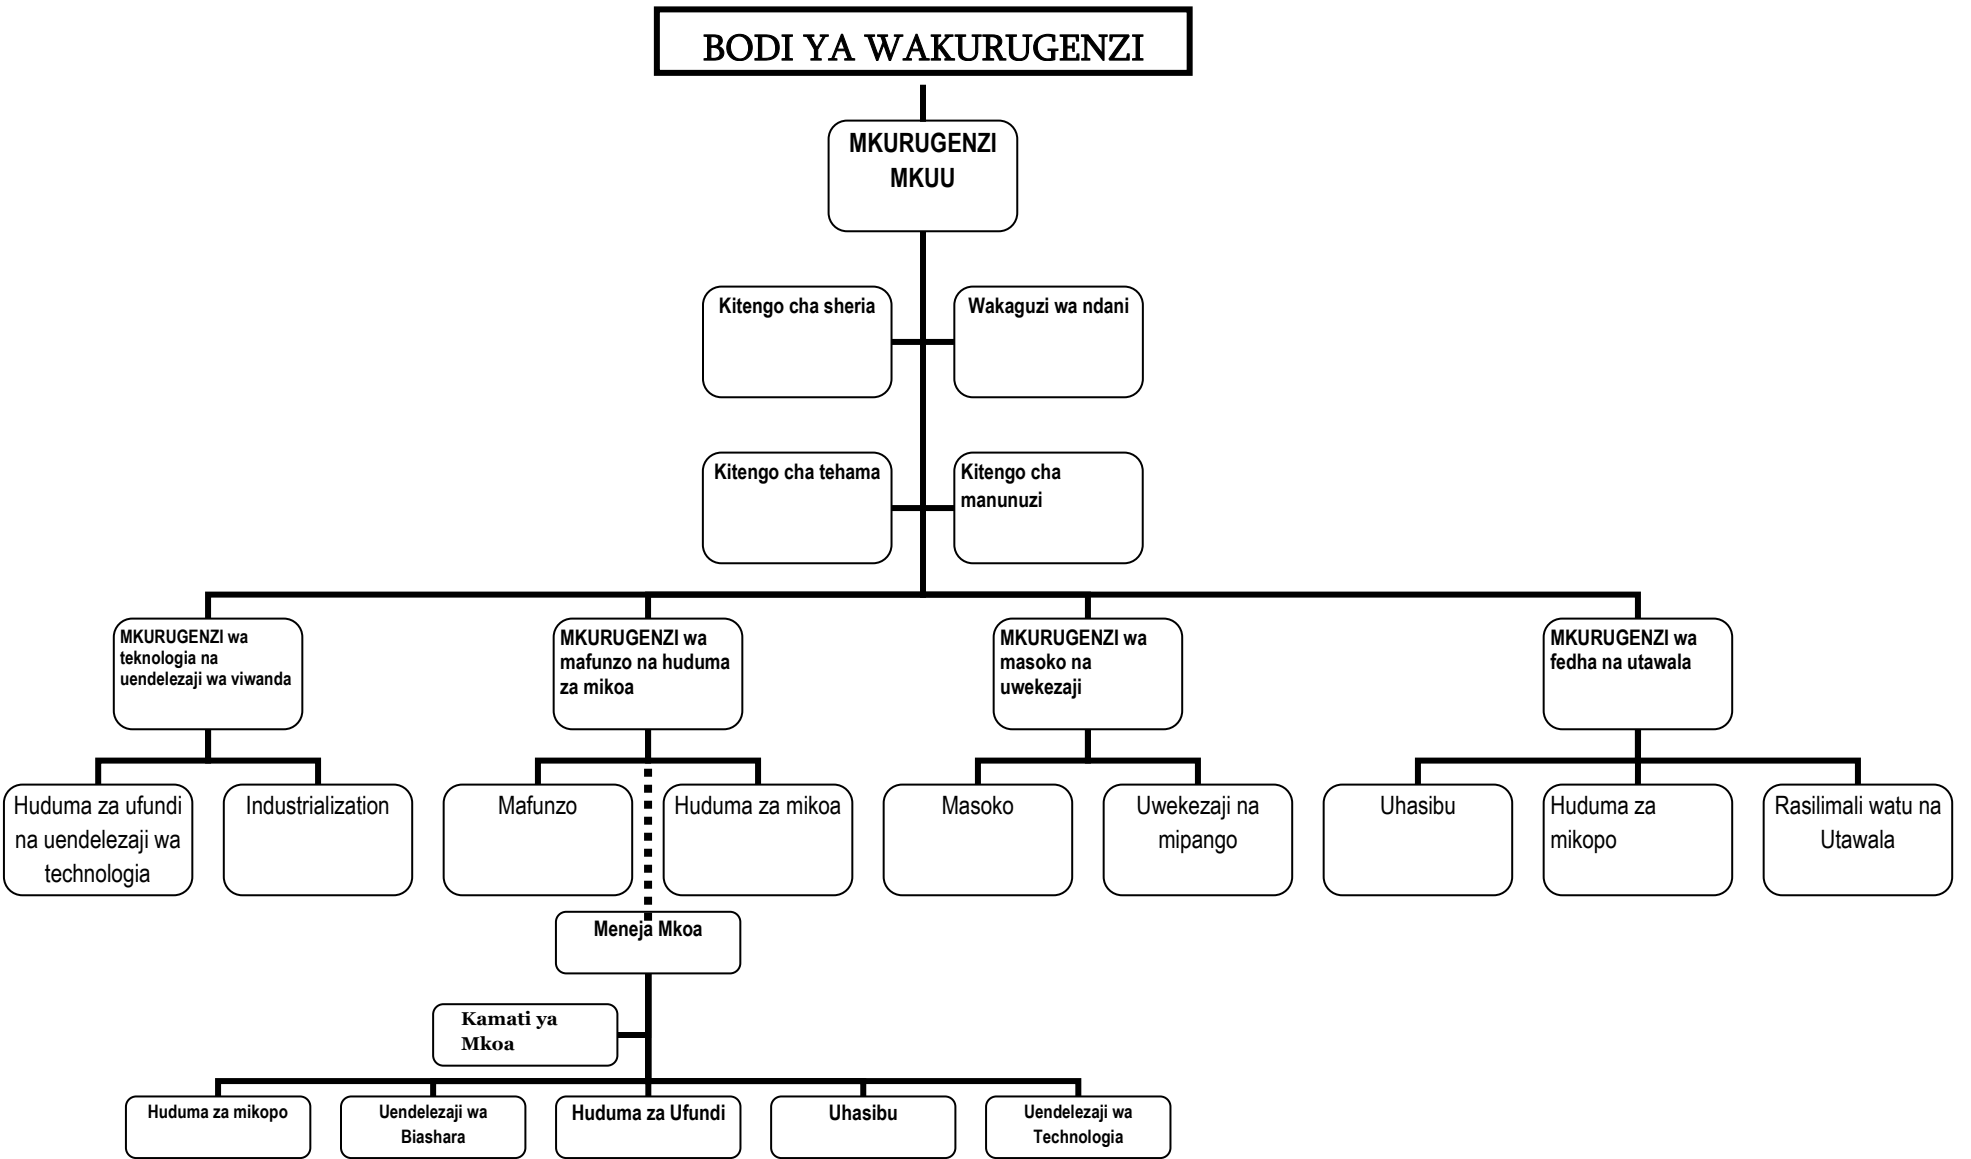 BODI YA WAKURUGENZI
MKURUGENZI
MKUU
Kitengo cha sheria
Wakaguzi wa ndani
Kitengo cha tehama
Kitengo cha
manunuzi
MKURUGENZI wa
teknologia na
uendelezaji wa viwanda
MKURUGENZI wa
mafunzo na huduma
za mikoa
MKURUGENZI wa
masoko na
uwekezaji
MKURUGENZI wa
fedha na utawala
Huduma za ufundi
na uendelezaji wa
technologia
Industrialization
Mafunzo
Huduma za mikoa
Masoko
Uwekezaji na
mipango
Uhasibu
Huduma za
mikopo
Rasilimali watu na
Utawala
Meneja Mkoa
Kamati ya
Mkoa
Huduma za mikopo
Uendelezaji wa
Biashara
Huduma za Ufundi
Uhasibu
Uendelezaji wa
Technologia